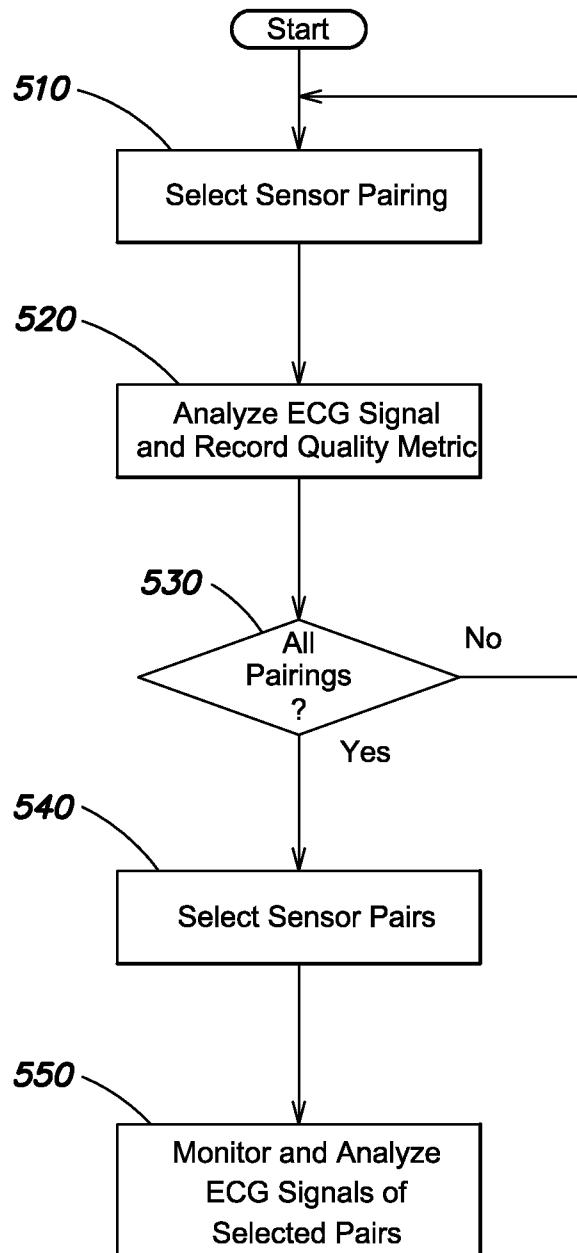 Start
510
Select Sensor Pairing
520
Analyze ECG Signal
and Record Quality Metric
530
All
Pairings
?
No
Yes
540
Select Sensor Pairs
550
Monitor and Analyze
ECG Signals of
Selected Pairs